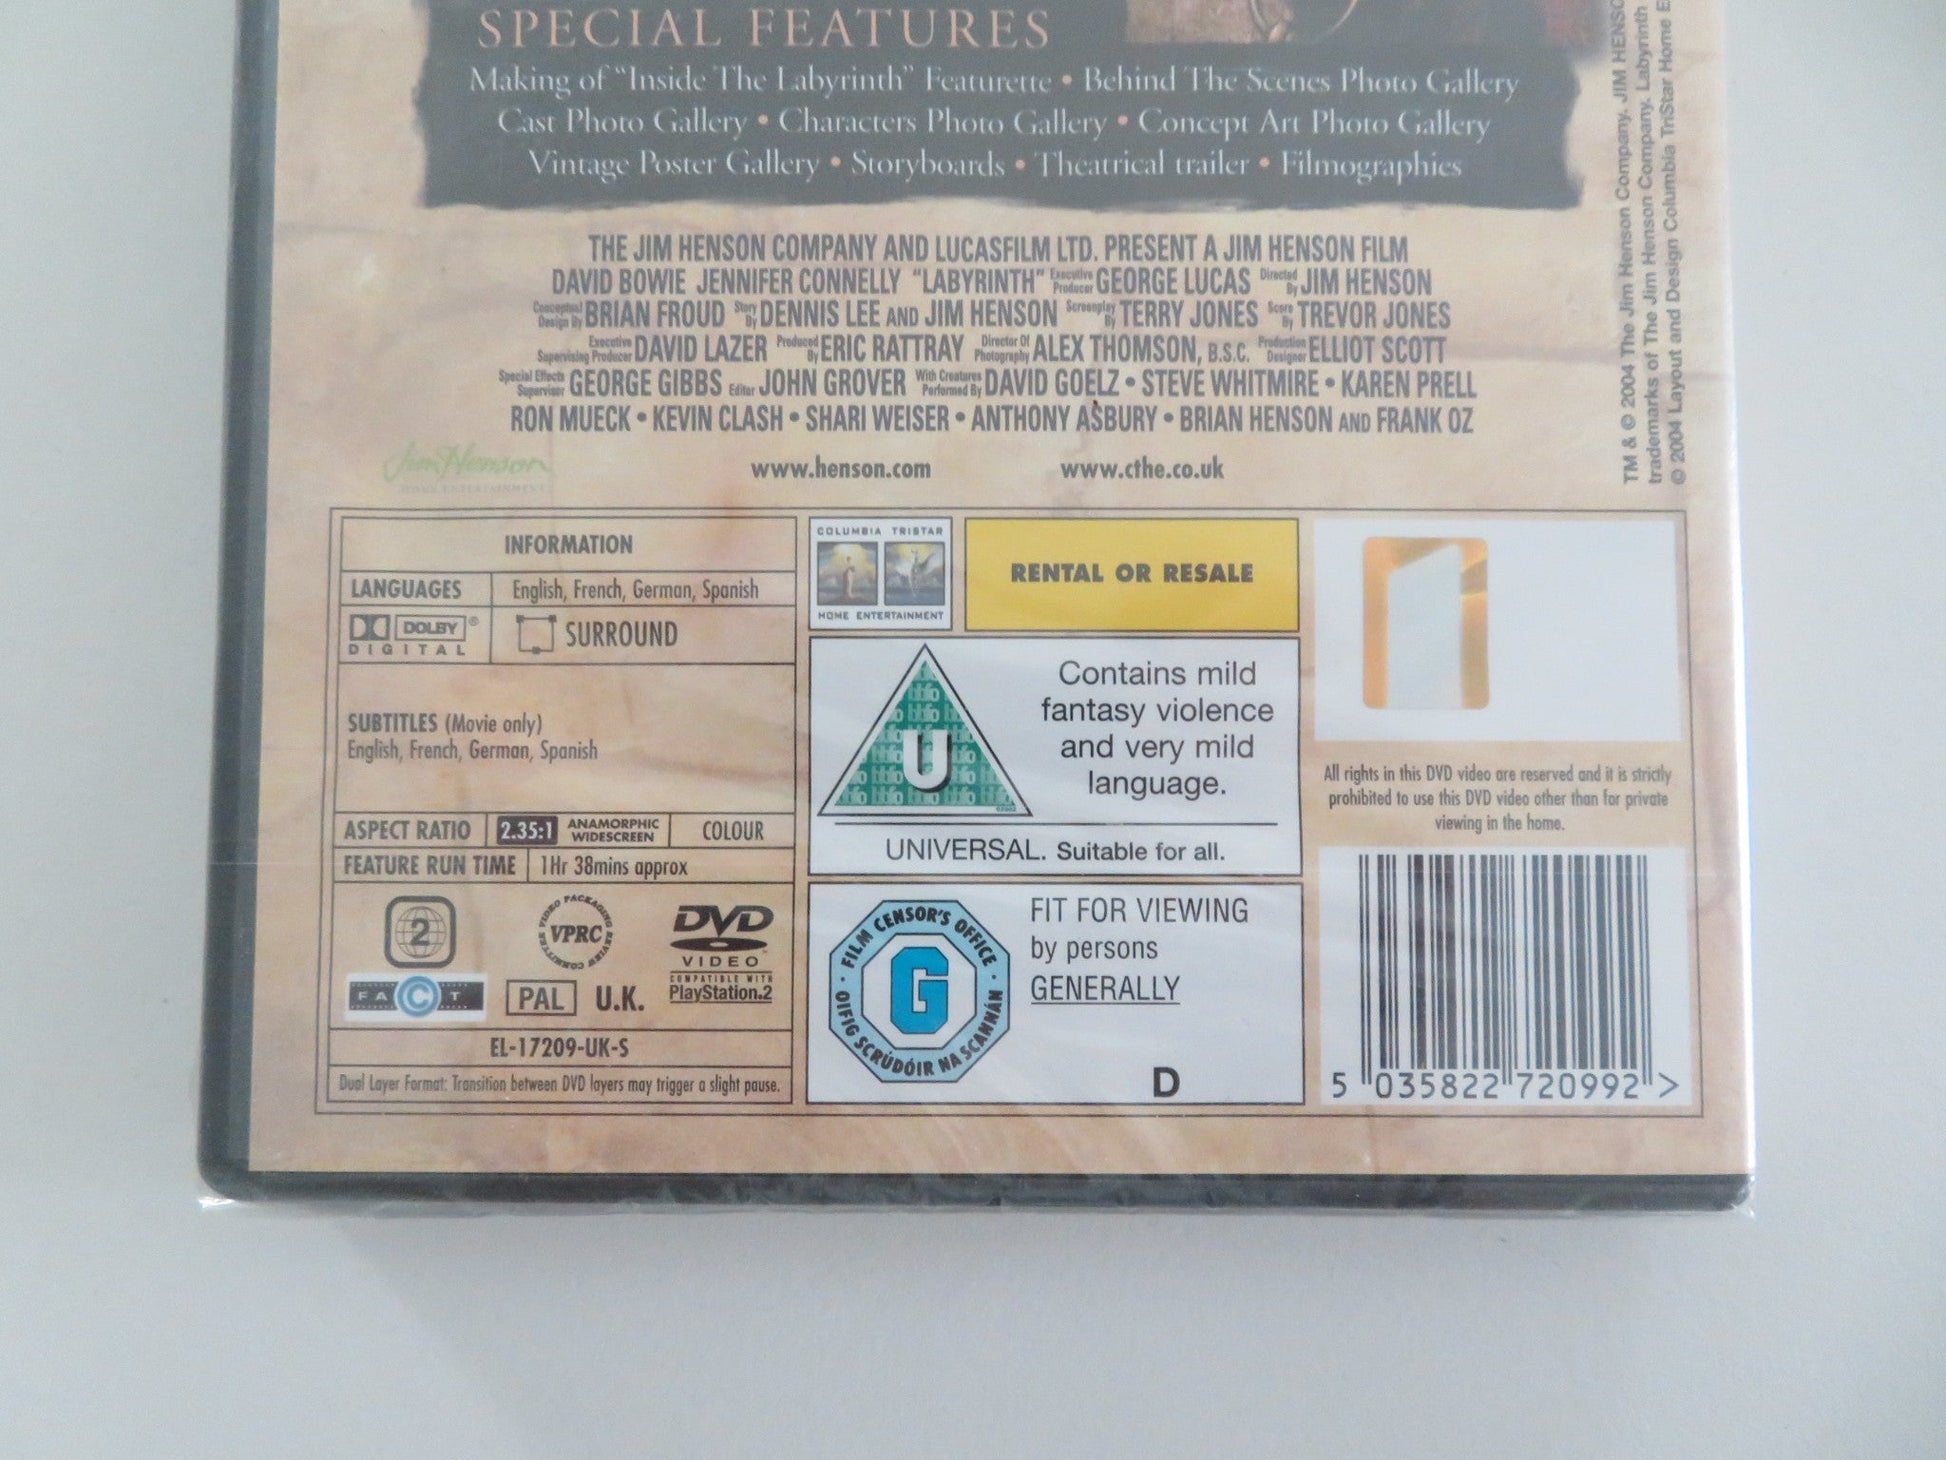 SPECIAL FEATURES
Making of "Inside The Labyrinth" Featurette • Behind The Scenes Photo Gallery
Cast Photo Gallery • Characters Photo Gallery • Concept Art Photo Gallery
Vintage Poster Gallery • Storyboards • Theatrical trailer • Filmographies
THE JIM HENSON COMPANY AND LUCASFILM LTD. PRESENT A JIM HENSON FILM
DAVID BOWIE JENNIFER CONNELLY "LABYRINTH" Executive Producer GEORGE LUCAS Directed By JIM HENSON
Conceptual Design By BRIAN FROUD Story By DENNIS LEE AND JIM HENSON Screenplay By TERRY JONES Score By TREVOR JONES
Executive Supervising Producer DAVID LAZER Produced By ERIC RATTRAY Director Of Photography ALEX THOMSON, B.S.C. Production Designer ELLIOT SCOTT
Special Effects Supervisor GEORGE GIBBS Editor JOHN GROVER With Creatures Performed By DAVID GOELZ • STEVE WHITMIRE • KAREN PRELL
RON MUECK • KEVIN CLASH • SHARI WEISER • ANTHONY ASBURY • BRIAN HENSON AND FRANK OZ
Jim Henson
HOME ENTERTAINMENT
www.henson.com www.cthe.co.uk
TM & © 2004 The Jim Henson Company. JIM HENSO
trademarks of The Jim Henson Company. Labyrinth
© 2004 Layout and Design Columbia TriStar Home E
INFORMATION
LANGUAGES English, French, German, Spanish
DOLBY®
DIGITAL
SURROUND
SUBTITLES (Movie only)
English, French, German, Spanish
ASPECT RATIO 2.35:1 ANAMORPHIC WIDESCREEN COLOUR
FEATURE RUN TIME 1Hr 38mins approx
2
VIDEO PACKAGING REVIEW COMMITTEE
VPRC
DVD
VIDEO
COMPATIBLE WITH
PlayStation.2
FACT
PAL U.K.
EL-17209-UK-S
Dual Layer Format: Transition between DVD layers may trigger a slight pause.
COLUMBIA TRISTAR
HOME ENTERTAINMENT
RENTAL OR RESALE
bbfc
U
Contains mild
fantasy violence
and very mild
language.
UNIVERSAL. Suitable for all.
FILM CENSOR'S OFFICE
G
OIFIG SCRÚDÓIR NA SCANNÁN
FIT FOR VIEWING
by persons
GENERALLY
D
All rights in this DVD video are reserved and it is strictly
prohibited to use this DVD video other than for private
viewing in the home.
5 035822 720992 >